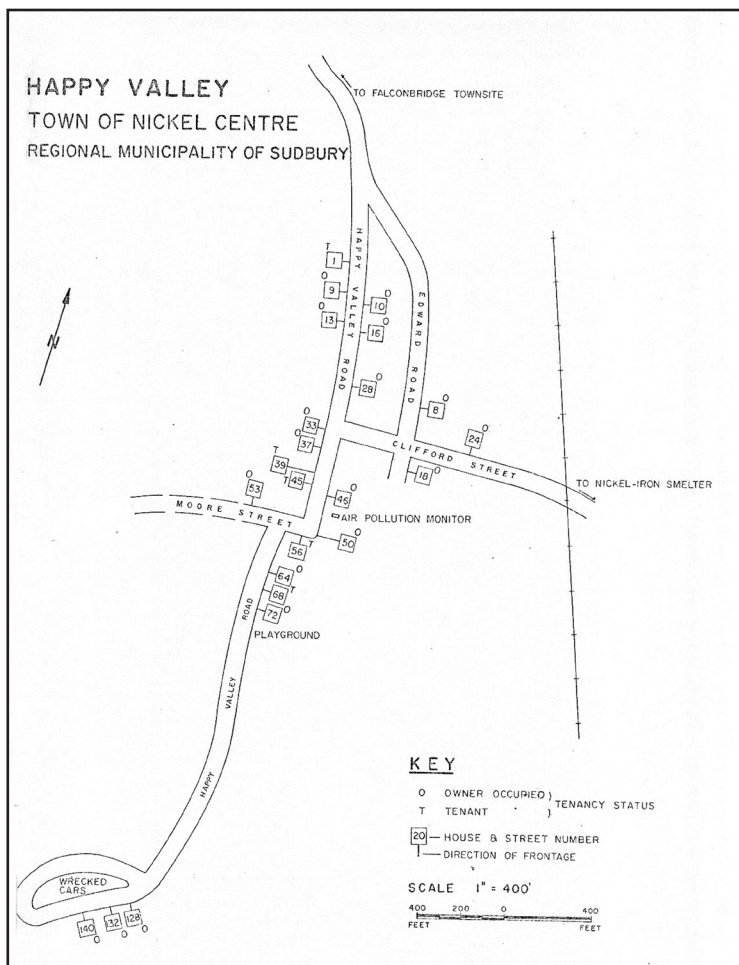 HAPPY VALLEY
TOWN OF NICKEL CENTRE
REGIONAL MUNICIPALITY OF SUDBURY
TO FALCONBRIDGE TOWNSITE
N
HAPPY VALLEY ROAD
EDWARD ROAD
T
1
O
9
O
10
O
13
O
16
O
28
O
8
O
33
O
37
O
24
CLIFFORD STREET
T
39
T 45
O
18
O
53
TO NICKEL-IRON SMELTER
O
46
MOORE STREET
AIR POLLUTION MONITOR
T
56
O
50
O
64
T
68
O
72
PLAYGROUND
HAPPY VALLEY ROAD
WRECKED
CARS
140
O
132
O
128
O
KEY
O OWNER OCCUPIED )
T TENANT " )
TENANCY STATUS
20 — HOUSE & STREET NUMBER
DIRECTION OF FRONTAGE
SCALE 1" = 400'
400 200 0 400
FEET FEET